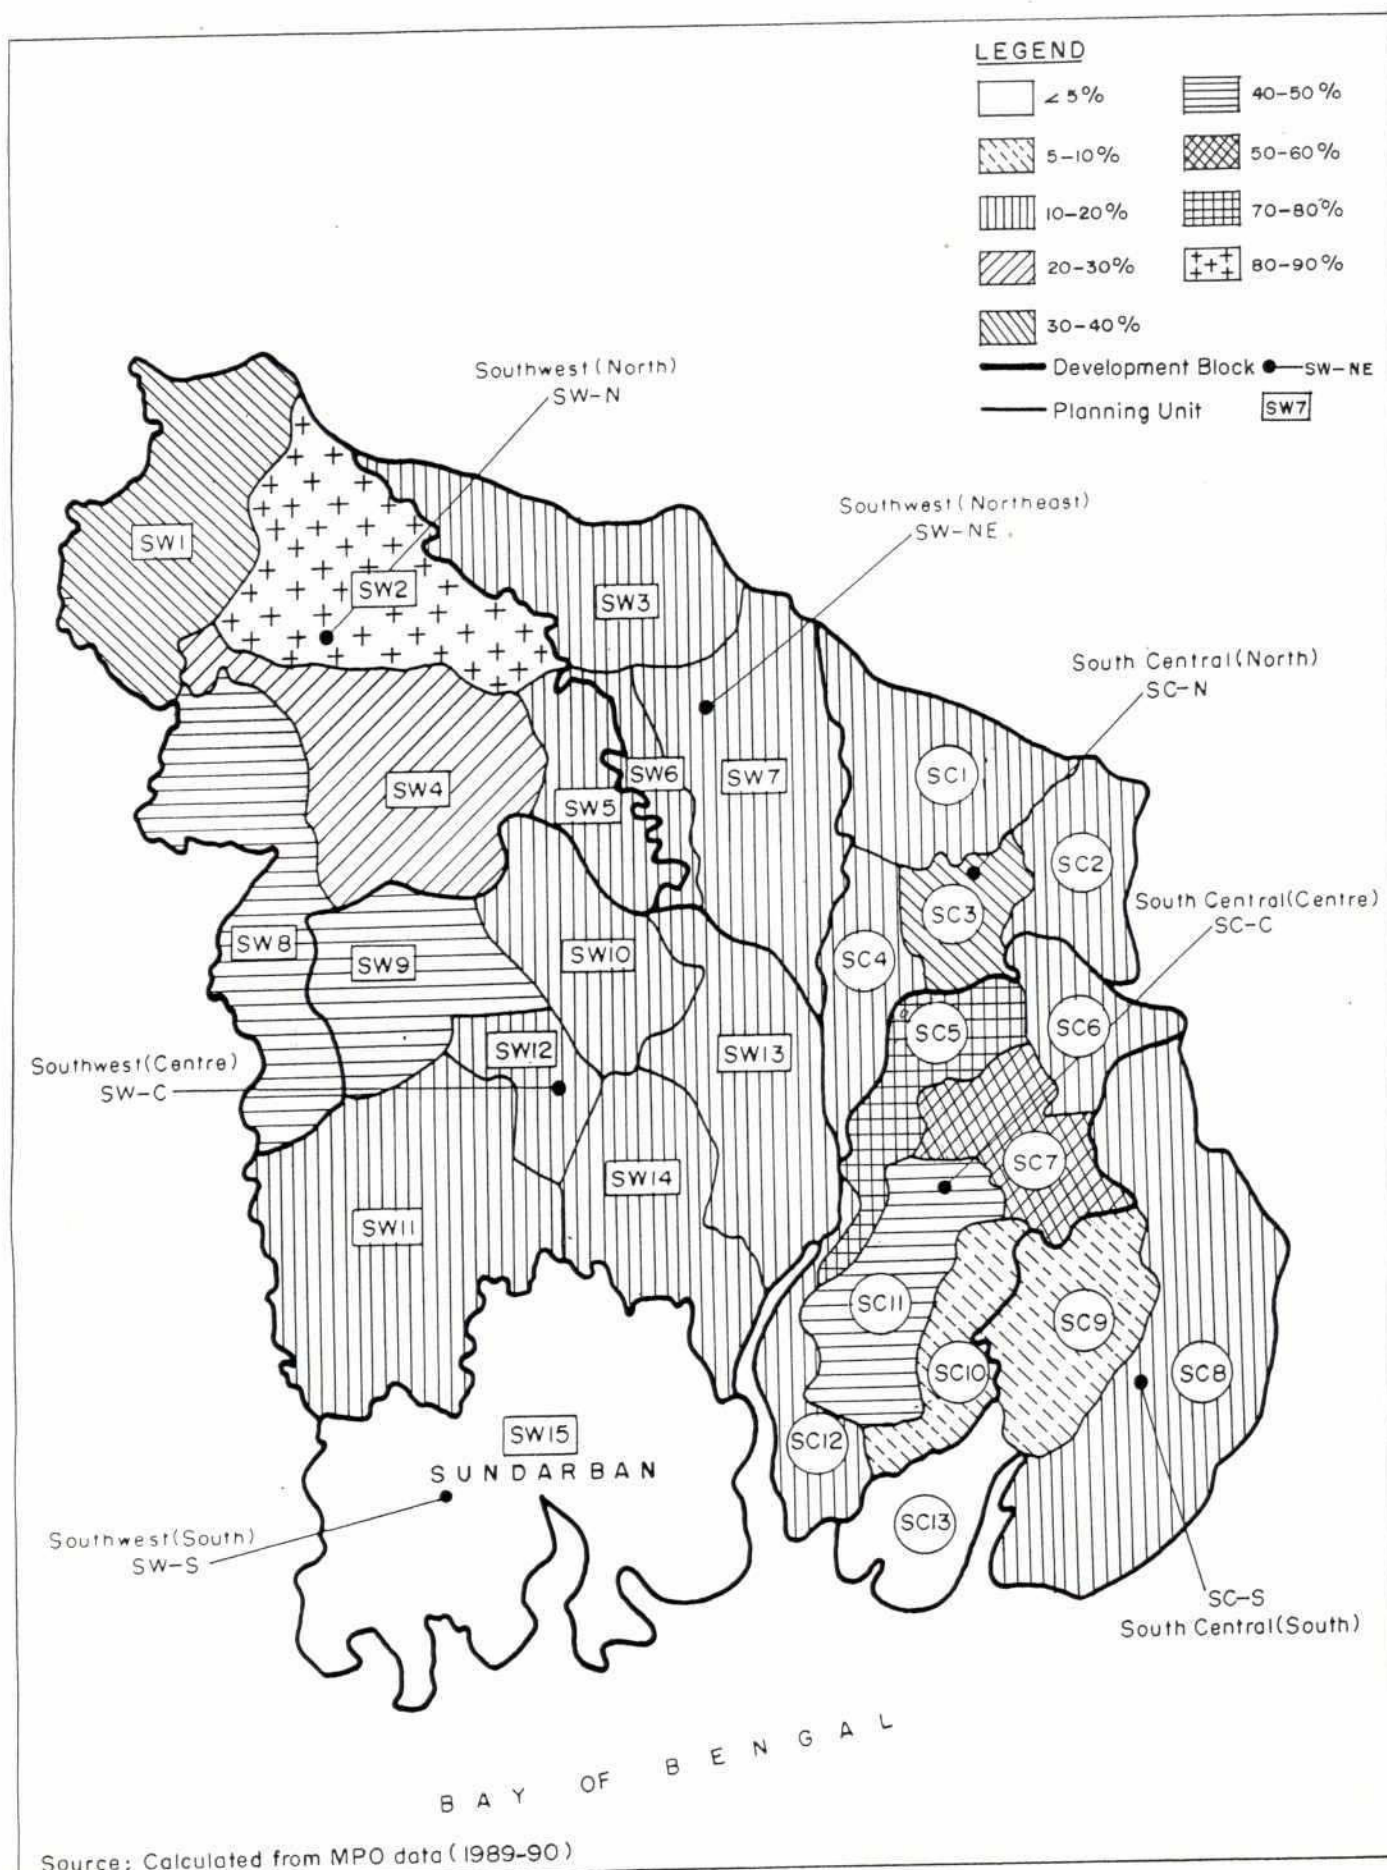 LEGEND
∠ 5%
40-50%
5-10%
50-60%
10-20%
70-80%
20-30%
80-90%
30-40%
Development Block
SW-NE
Planning Unit
SW7
Southwest (North)
SW-N
Southwest (Northeast)
SW-NE
South Central (North)
SC-N
South Central (Centre)
SC-C
Southwest (Centre)
SW-C
Southwest (South)
SW-S
SC-S
South Central (South)
SW1
SW2
SW3
SW4
SW5
SW6
SW7
SW8
SW9
SW10
SW11
SW12
SW13
SW14
SW15
SUNDARBAN
SC1
SC2
SC3
SC4
SC5
SC6
SC7
SC8
SC9
SC10
SC11
SC12
SC13
BAY OF BENGAL
Source: Calculated from MPO data (1989-90)